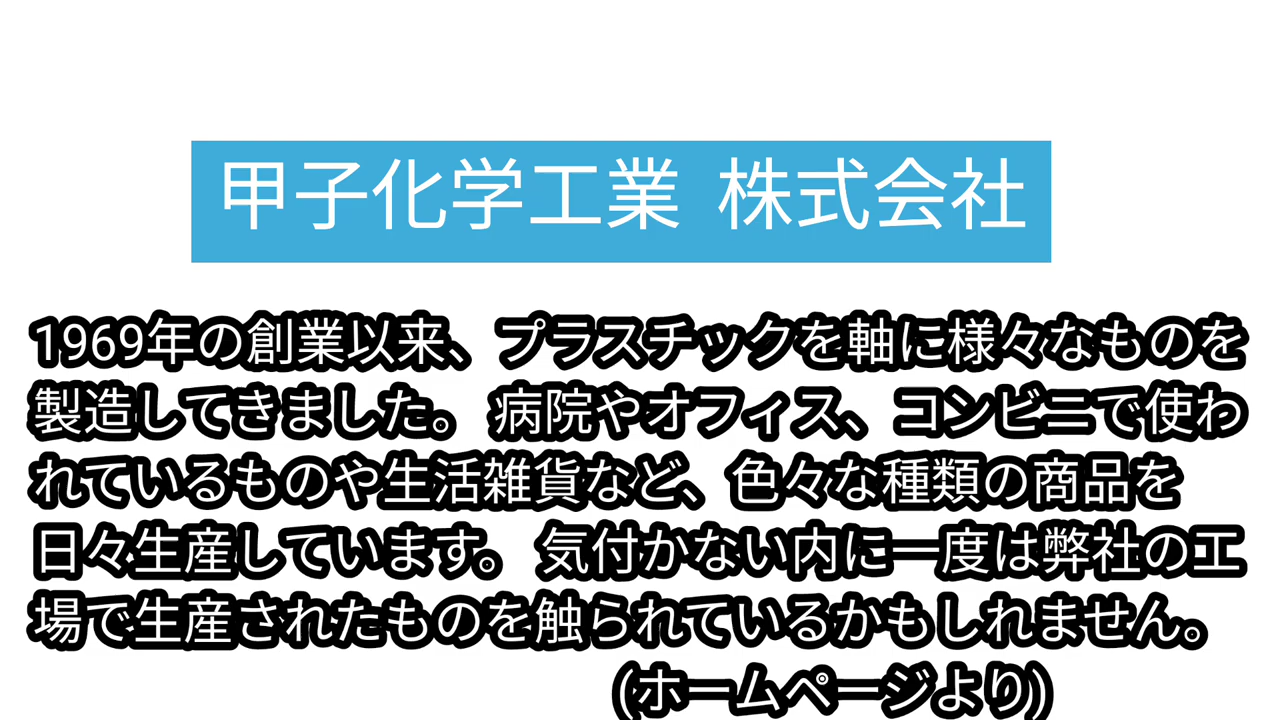 甲子化学工業 株式会社
1969年の創業以来、プラスチックを軸に様々なものを
製造してきました。病院やオフィス、コンビニで使わ
れているものや生活雑貨など、色々な種類の商品を
日々生産しています。気付かない内に一度は弊社の工
場で生産されたものを触られているかもしれません。
(ホームページより)